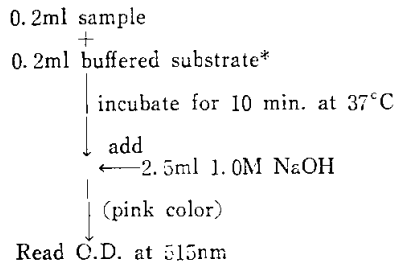 0.2ml sample
+
0.2ml buffered substrate*
incubate for 10 min. at 37°C
add
2.5ml 1.0M NaOH
(pink color)
Read O.D. at 515nm